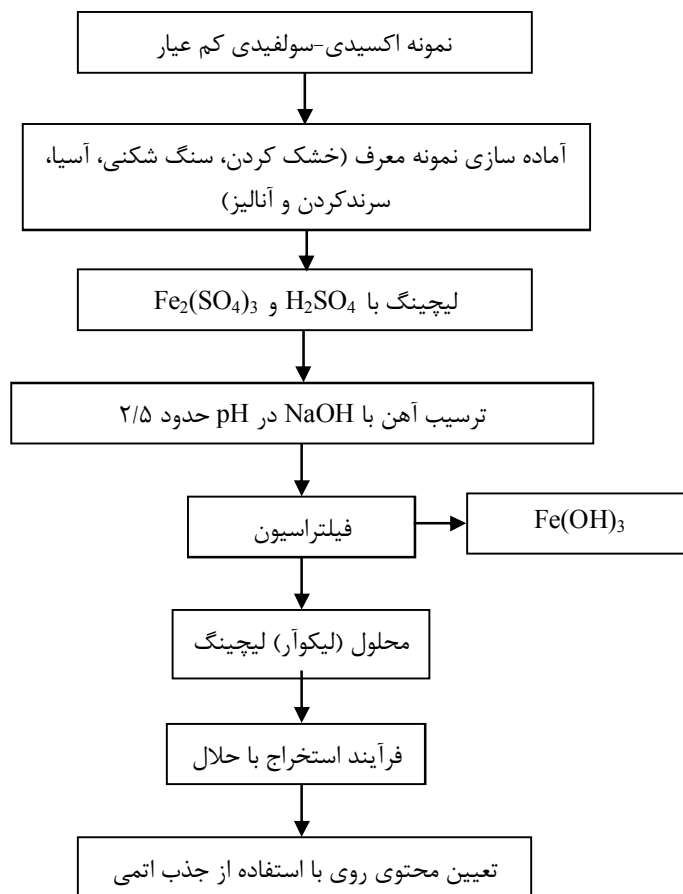 نمونه اکسیدی-سولفیدی کم عیار
آماده سازی نمونه معرف (خشک کردن، سنگ شکنی، آسیا،
سرندکردن و آنالیز)
لیچینگ با H₂SO₄ و Fe₂(SO₄)₃
ترسیب آهن با NaOH در pH حدود ۲/۵
فیلتراسیون
Fe(OH)₃
محلول (لیکوآر) لیچینگ
فرآیند استخراج با حلال
تعیین محتوی روی با استفاده از جذب اتمی